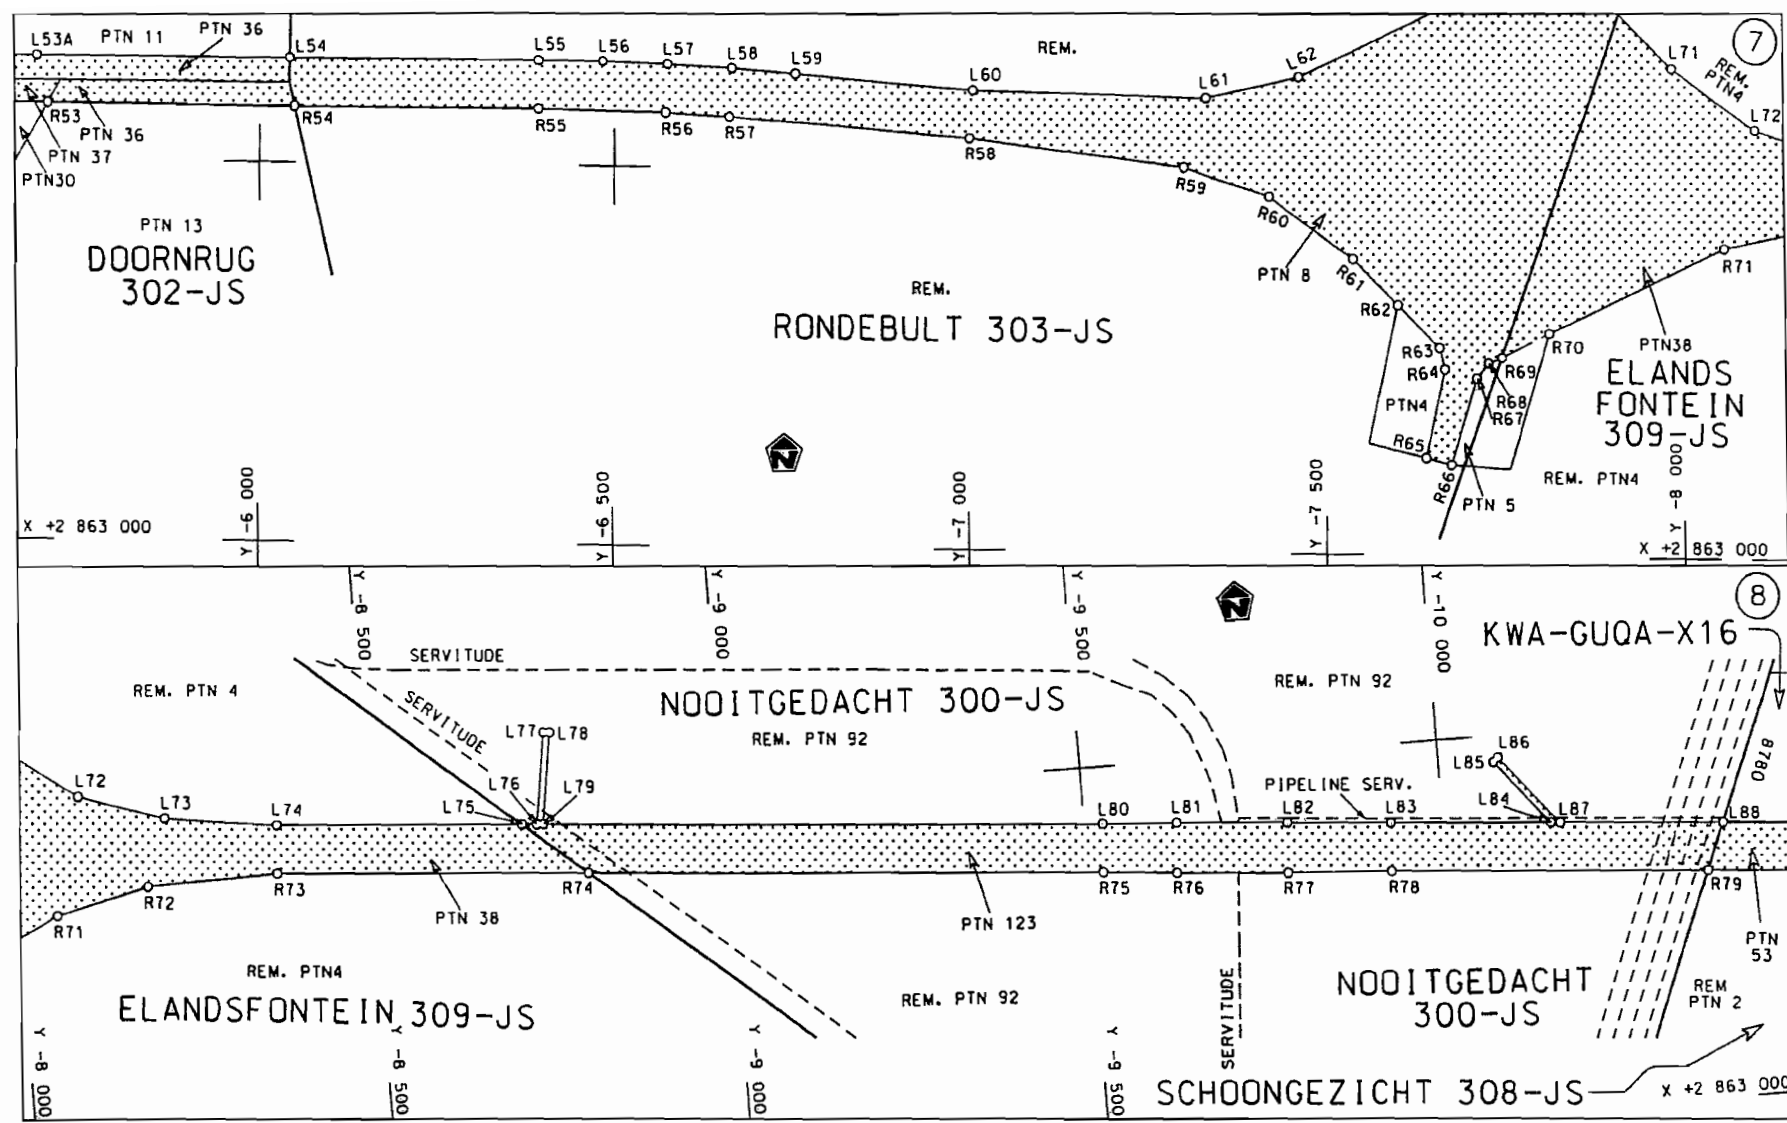 7
L53A
PTN 11
PTN 36
L54
L55
L56
L57
L58
L59
L60
REM.
L61
L62
L71
REM.
PTN4
L72
R53
PTN 36
PTN 37
PTN30
R54
R55
R56
R57
R58
R59
R60
R61
R62
R63
R64
R65
R66
R67
R68
R69
R70
R71
PTN 8
PTN4
PTN 5
PTN38
PTN 13
DOORNRUG
302-JS
REM.
RONDEBULT 303-JS
ELANDS
FONTEIN
309-JS
REM. PTN4
N
X +2 863 000
Y -6 000
Y -6 500
Y -7 000
Y -7 500
Y -8 000
X +2 863 000
8
Y -8 500
Y -9 000
Y -9 500
Y -10 000
N
KWA-GUQA-X16
SERVITUDE
SERVITUDE
REM. PTN 4
NOOITGEDACHT 300-JS
REM. PTN 92
REM. PTN 92
L77
L78
L86
L85
8780
PIPELINE SERV.
L72
L73
L74
L75
L76
L79
L80
L81
L82
L83
L84
L87
L88
R71
R72
R73
R74
R75
R76
R77
R78
R79
PTN 38
PTN 123
PTN
53
REM. PTN4
ELANDSFONTEIN 309-JS
REM. PTN 92
SERVITUDE
NOOITGEDACHT
300-JS
REM
PTN 2
SCHOONGEZICHT 308-JS
Y -8 000
Y -8 500
Y -9 000
Y -9 500
X +2 863 000